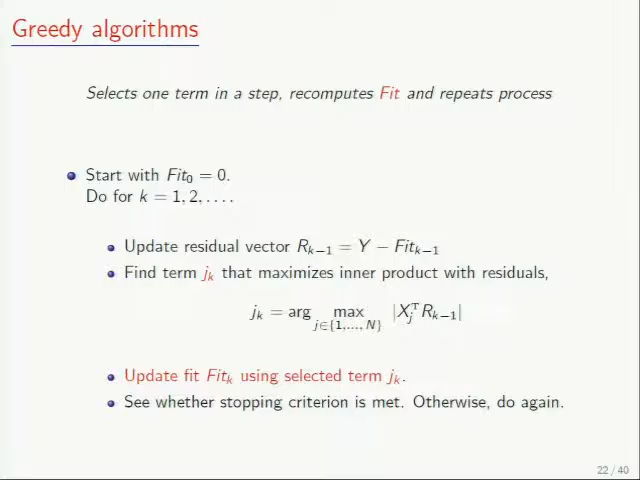 Greedy algorithms
Selects one term in a step, recomputes Fit and repeats process
Start with Fit₀ = 0.
Do for k = 1, 2, . . . .
Update residual vector Rₖ₋₁ = Y − Fitₖ₋₁
Find term jₖ that maximizes inner product with residuals,
jₖ = arg max_{j∈{1,...,N}} |X_j^T Rₖ₋₁|
Update fit Fitₖ using selected term jₖ.
See whether stopping criterion is met. Otherwise, do again.
22 / 40